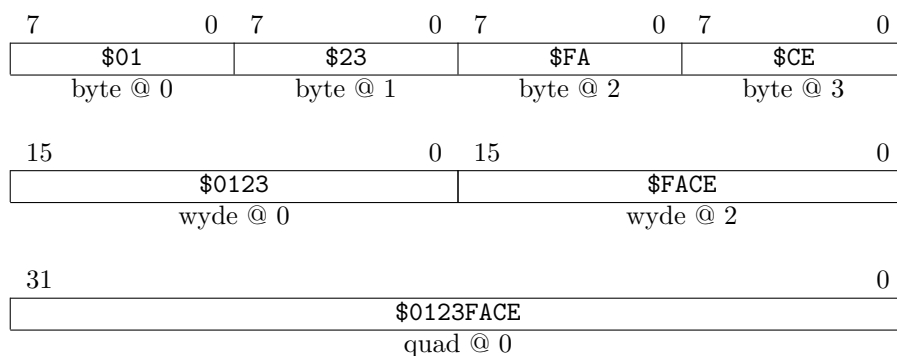 7 0 7 0 7 0 7 0
$01 $23 $FA $CE
byte @ 0 byte @ 1 byte @ 2 byte @ 3
15 0 15 0
$0123 $FACE
wyde @ 0 wyde @ 2
31 0
$0123FACE
quad @ 0